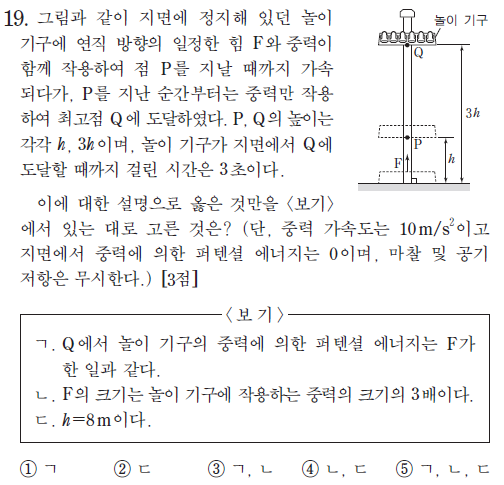 19. 그림과 같이 지면에 정지해 있던 놀이
기구에 연직 방향의 일정한 힘 F와 중력이
함께 작용하여 점 P를 지날 때까지 가속
되다가, P를 지난 순간부터는 중력만 작용
하여 최고점 Q에 도달하였다. P, Q의 높이는
각각 h, 3h이며, 놀이 기구가 지면에서 Q에
도달할 때까지 걸린 시간은 3초이다.
놀이 기구
Q
3h
P
F
h
이에 대한 설명으로 옳은 것만을 〈보기〉
에서 있는 대로 고른 것은? (단, 중력 가속도는 10m/s²이고
지면에서 중력에 의한 퍼텐셜 에너지는 0이며, 마찰 및 공기
저항은 무시한다.) [3점]
〈보기〉
ㄱ. Q에서 놀이 기구의 중력에 의한 퍼텐셜 에너지는 F가
한 일과 같다.
ㄴ. F의 크기는 놀이 기구에 작용하는 중력의 크기의 3배이다.
ㄷ. h=8m이다.
① ㄱ ② ㄷ ③ ㄱ, ㄴ ④ ㄴ, ㄷ ⑤ ㄱ, ㄴ, ㄷ